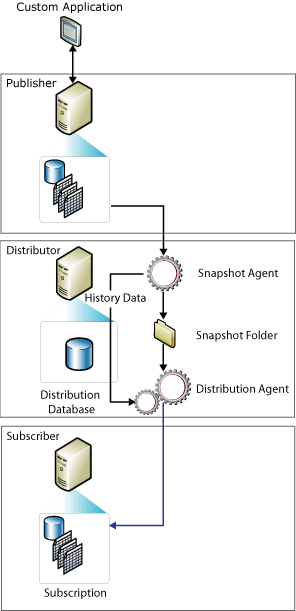 Custom Application
Publisher
Distributor
Snapshot Agent
History Data
Snapshot Folder
Distribution Agent
Distribution
Database
Subscriber
Subscription